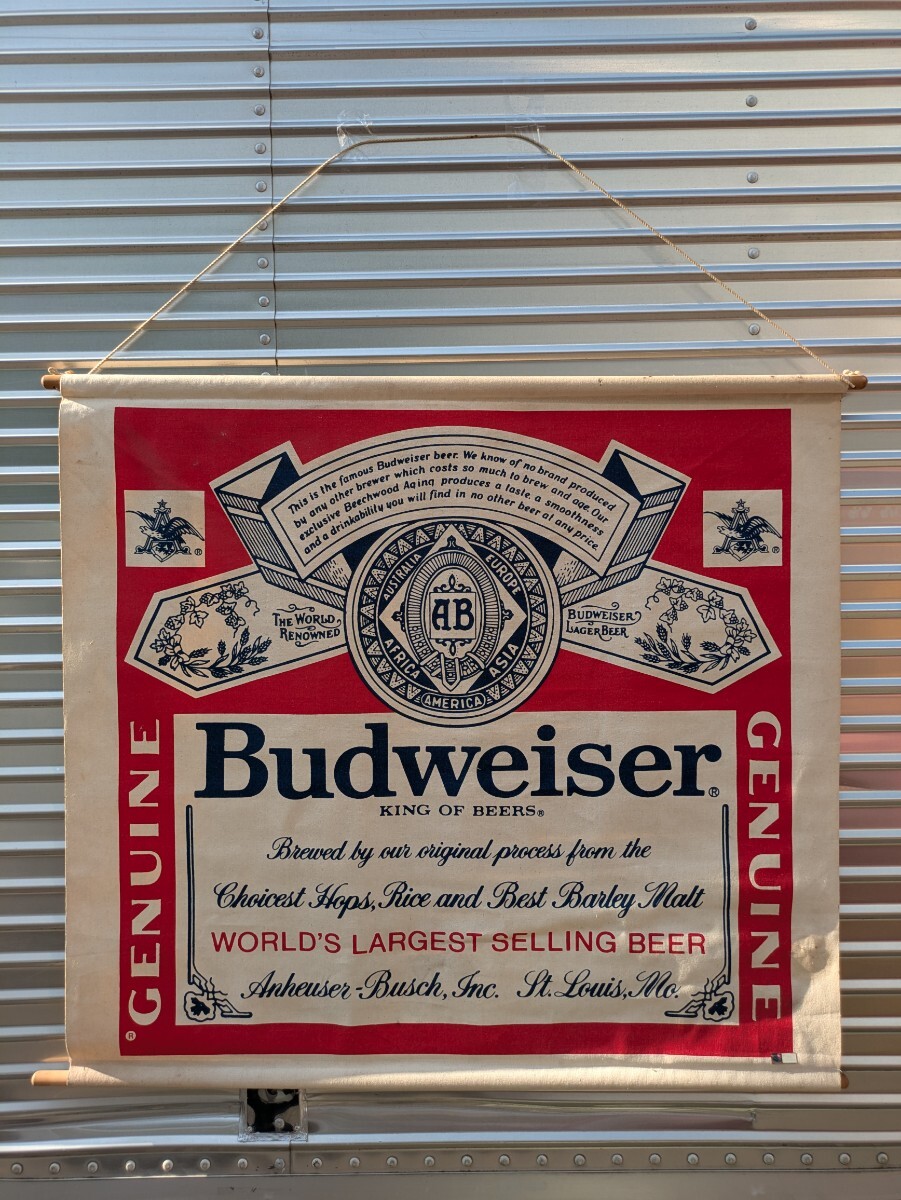 This is the famous Budweiser beer. We know of no brand produced
by any other brewer which costs so much to brew and age. Our
exclusive Beechwood Aging produces a taste, a smoothness
and a drinkability you will find in no other beer at any price.
®
®
THE WORLD
RENOWNED
AUSTRALIA
EUROPE
AB
AFRICA
ASIA
AMERICA
BUDWEISER
LAGER BEER
GENUINE®
GENUINE
Budweiser®
KING OF BEERS®
Brewed by our original process from the
Choicest Hops, Rice and Best Barley Malt
WORLD'S LARGEST SELLING BEER
Anheuser-Busch, Inc. St. Louis, Mo.